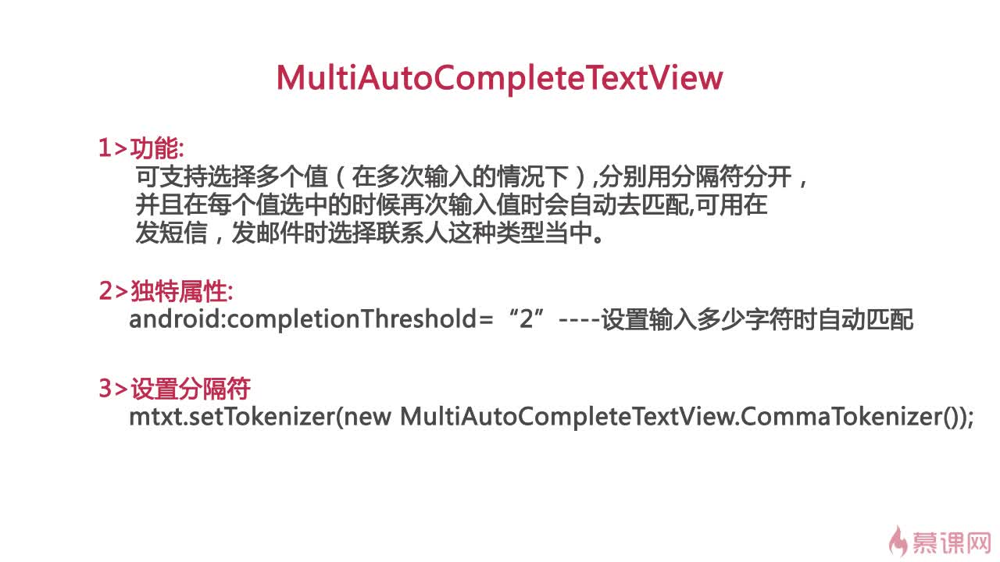 MultiAutoCompleteTextView
1>功能:
可支持选择多个值（在多次输入的情况下）,分别用分隔符分开，
并且在每个值选中的时候再次输入值时会自动去匹配,可用在
发短信，发邮件时选择联系人这种类型当中。
2>独特属性:
android:completionThreshold=“2”----设置输入多少字符时自动匹配
3>设置分隔符
mtxt.setTokenizer(new MultiAutoCompleteTextView.CommaTokenizer());
慕课网